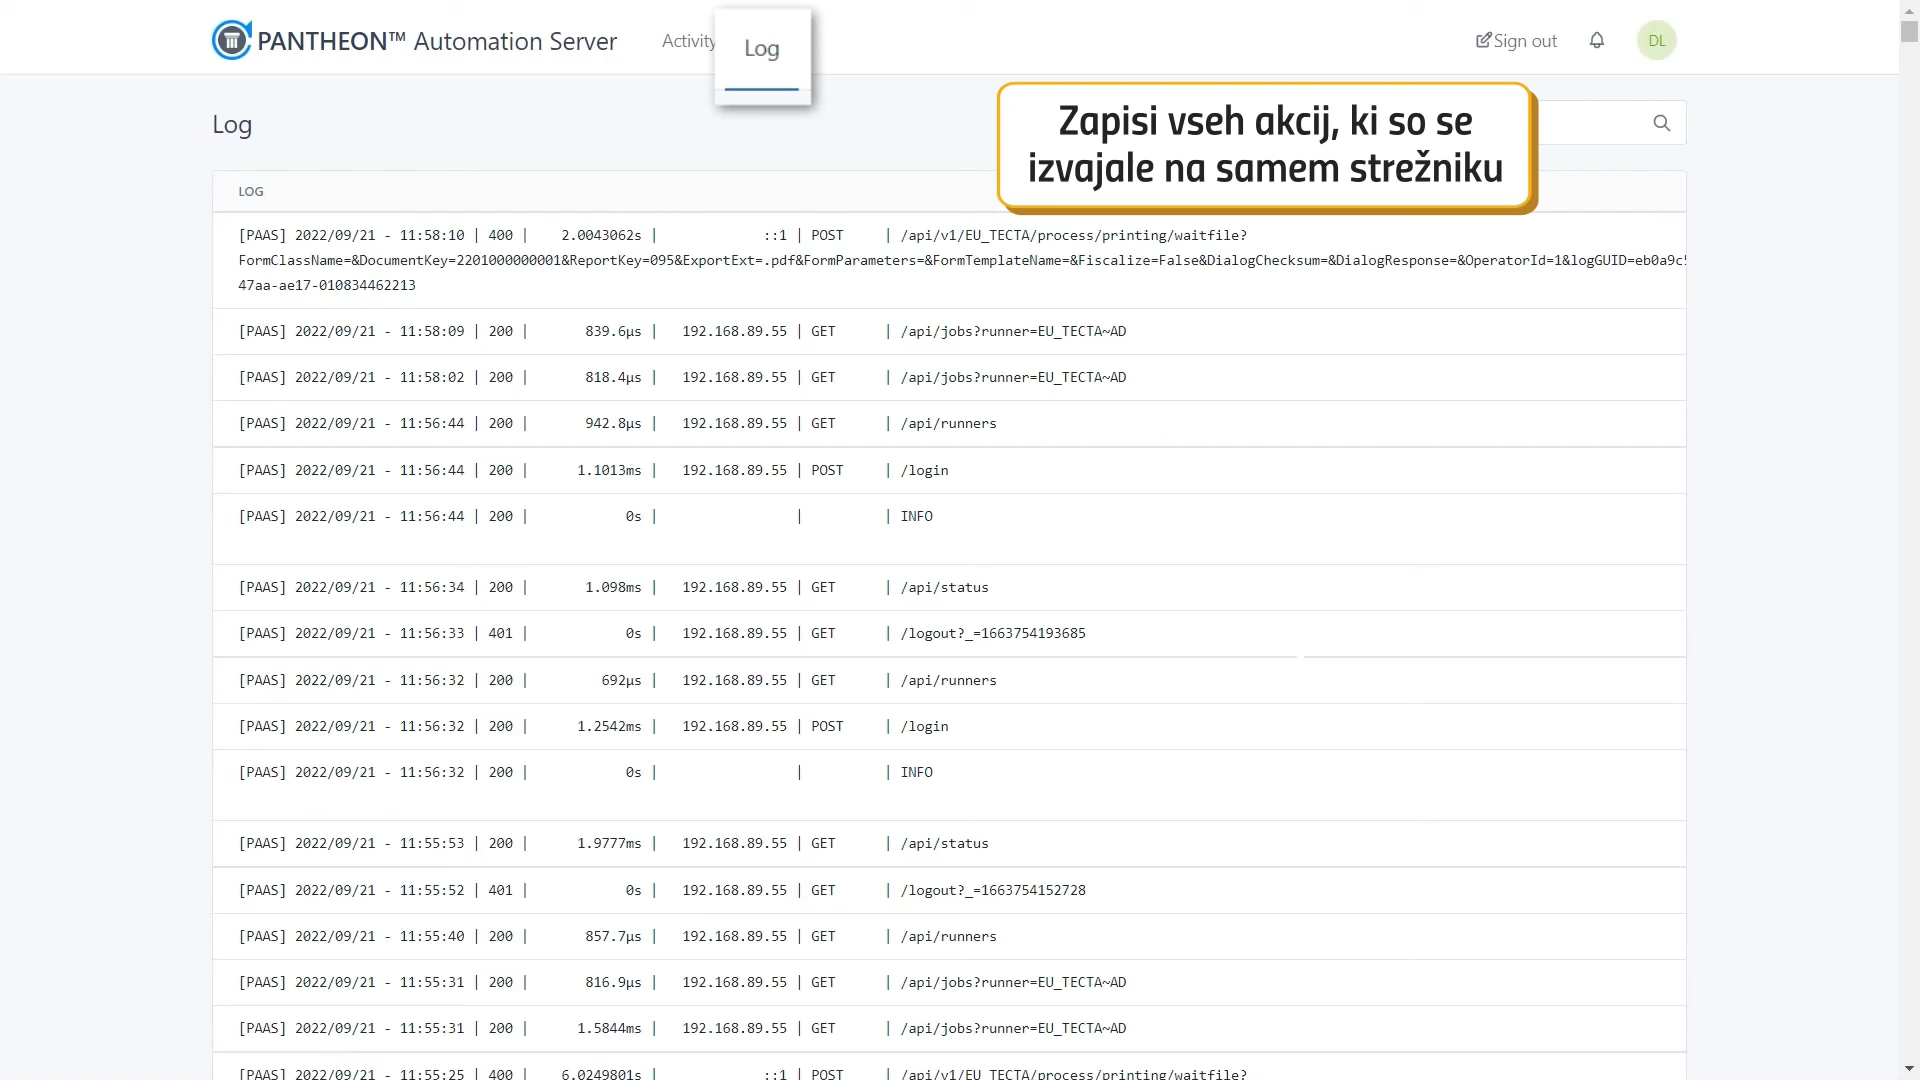 PANTHEON™ Automation Server
Activity
Log
Sign out
DL
Log
Zapisi vseh akcij, ki so se
izvajale na samem strežniku
LOG
[PAAS] 2022/09/21 - 11:58:10 | 400 | 2.0043062s | ::1 | POST | /api/v1/EU_TECTA/process/printing/waitfile?
FormClassName=&DocumentKey=2201000000001&ReportKey=095&ExportExt=.pdf&FormParameters=&FormTemplateName=&Fiscalize=False&DialogChecksum=&DialogResponse=&OperatorId=1&logGUID=eb0a9c5
47aa-ae17-010834462213
[PAAS] 2022/09/21 - 11:58:09 | 200 | 839.6µs | 192.168.89.55 | GET | /api/jobs?runner=EU_TECTA~AD
[PAAS] 2022/09/21 - 11:58:02 | 200 | 818.4µs | 192.168.89.55 | GET | /api/jobs?runner=EU_TECTA~AD
[PAAS] 2022/09/21 - 11:56:44 | 200 | 942.8µs | 192.168.89.55 | GET | /api/runners
[PAAS] 2022/09/21 - 11:56:44 | 200 | 1.1013ms | 192.168.89.55 | POST | /login
[PAAS] 2022/09/21 - 11:56:44 | 200 | 0s | | | INFO
[PAAS] 2022/09/21 - 11:56:34 | 200 | 1.098ms | 192.168.89.55 | GET | /api/status
[PAAS] 2022/09/21 - 11:56:33 | 401 | 0s | 192.168.89.55 | GET | /logout?_=1663754193685
[PAAS] 2022/09/21 - 11:56:32 | 200 | 692µs | 192.168.89.55 | GET | /api/runners
[PAAS] 2022/09/21 - 11:56:32 | 200 | 1.2542ms | 192.168.89.55 | POST | /login
[PAAS] 2022/09/21 - 11:56:32 | 200 | 0s | | | INFO
[PAAS] 2022/09/21 - 11:55:53 | 200 | 1.9777ms | 192.168.89.55 | GET | /api/status
[PAAS] 2022/09/21 - 11:55:52 | 401 | 0s | 192.168.89.55 | GET | /logout?_=1663754152728
[PAAS] 2022/09/21 - 11:55:40 | 200 | 857.7µs | 192.168.89.55 | GET | /api/runners
[PAAS] 2022/09/21 - 11:55:31 | 200 | 816.9µs | 192.168.89.55 | GET | /api/jobs?runner=EU_TECTA~AD
[PAAS] 2022/09/21 - 11:55:31 | 200 | 1.5844ms | 192.168.89.55 | GET | /api/jobs?runner=EU_TECTA~AD
[PAAS] 2022/09/21 - 11:55:25 | 400 | 6.0249801s | ::1 | POST | /api/v1/EU_TECTA/process/printing/waitfile?